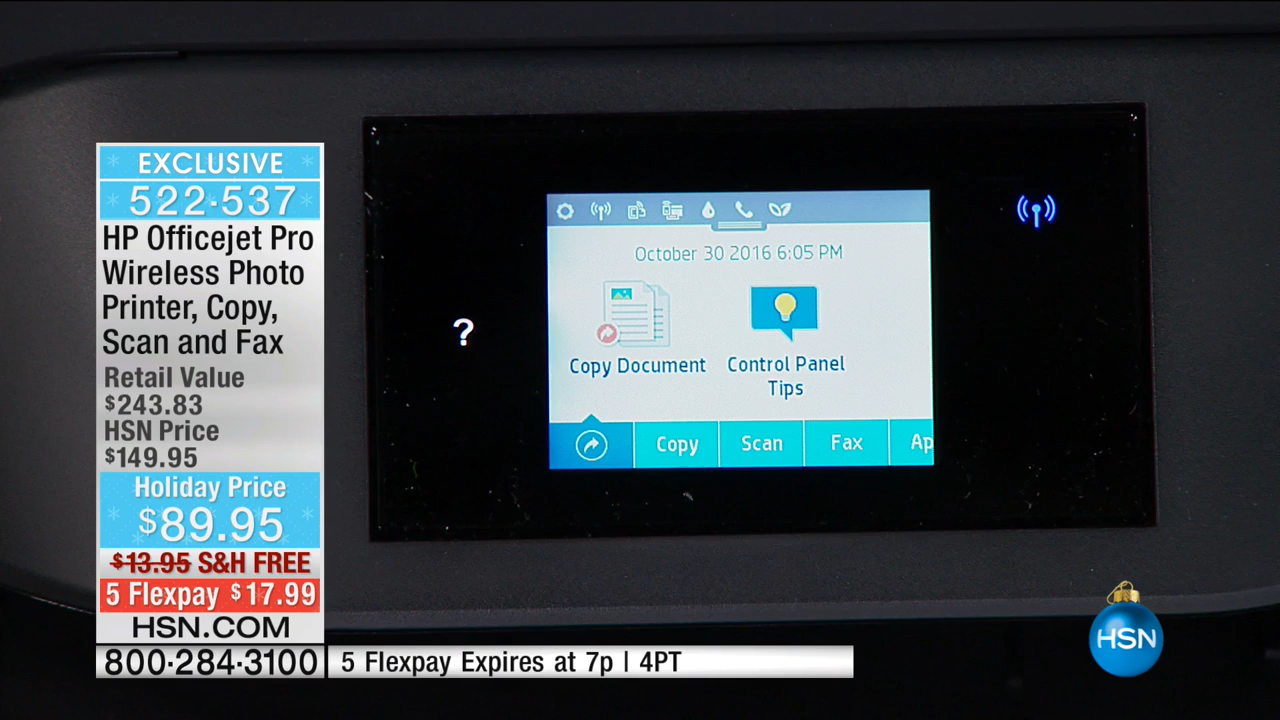 EXCLUSIVE
522-537
HP Officejet Pro
Wireless Photo
Printer, Copy,
Scan and Fax
Retail Value
$243.83
HSN Price
$149.95
Holiday Price
$89.95
$13.95 S&H FREE
5 Flexpay $17.99
HSN.COM
800·284·3100
5 Flexpay Expires at 7p | 4PT
?
October 30 2016 6:05 PM
Copy Document
Control Panel
Tips
Copy
Scan
Fax
Ap
HSN